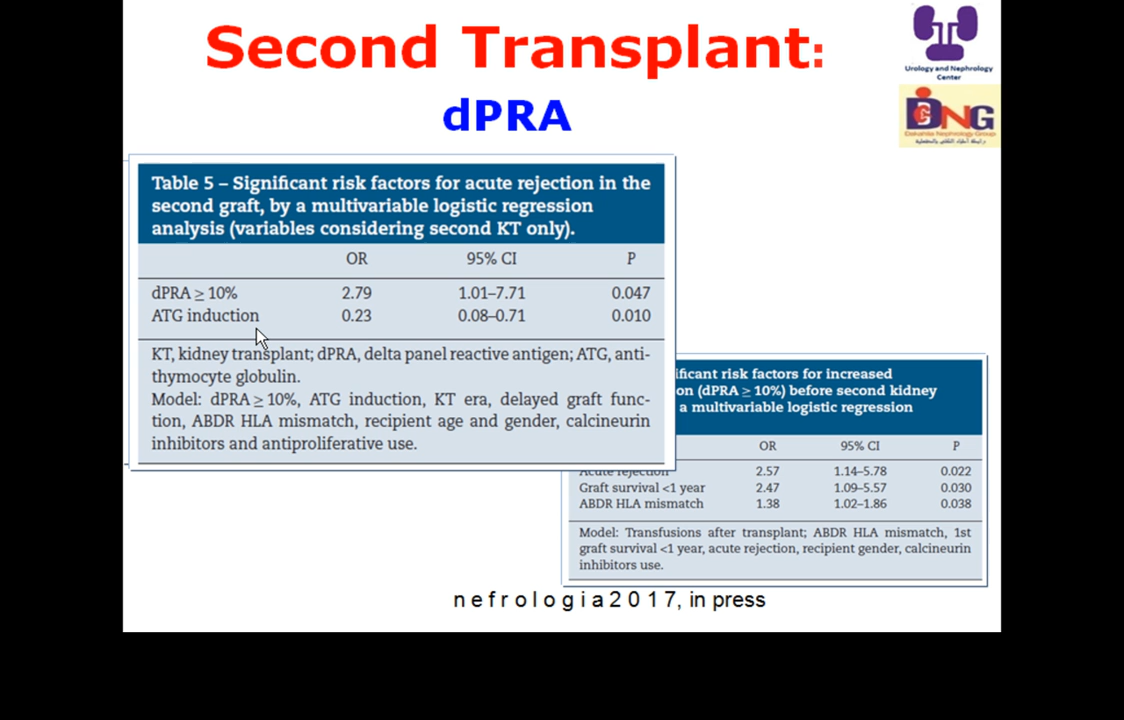 Second Transplant:
dPRA
Urology and Nephrology
Center
DNG
Dakahlia Nephrology Group
Table 5 – Significant risk factors for acute rejection in the
second graft, by a multivariable logistic regression
analysis (variables considering second KT only).
OR 95% CI P
dPRA ≥ 10% 2.79 1.01–7.71 0.047
ATG induction 0.23 0.08–0.71 0.010
KT, kidney transplant; dPRA, delta panel reactive antigen; ATG, anti-
thymocyte globulin.
Model: dPRA ≥ 10%, ATG induction, KT era, delayed graft func-
tion, ABDR HLA mismatch, recipient age and gender, calcineurin
inhibitors and antiproliferative use.
ificant risk factors for increased
on (dPRA ≥ 10%) before second kidney
a multivariable logistic regression
OR 95% CI P
Acute rejection 2.57 1.14–5.78 0.022
Graft survival <1 year 2.47 1.09–5.57 0.030
ABDR HLA mismatch 1.38 1.02–1.86 0.038
Model: Transfusions after transplant; ABDR HLA mismatch, 1st
graft survival <1 year, acute rejection, recipient gender, calcineurin
inhibitors use.
n e f r o l o g i a 2 0 1 7, in press